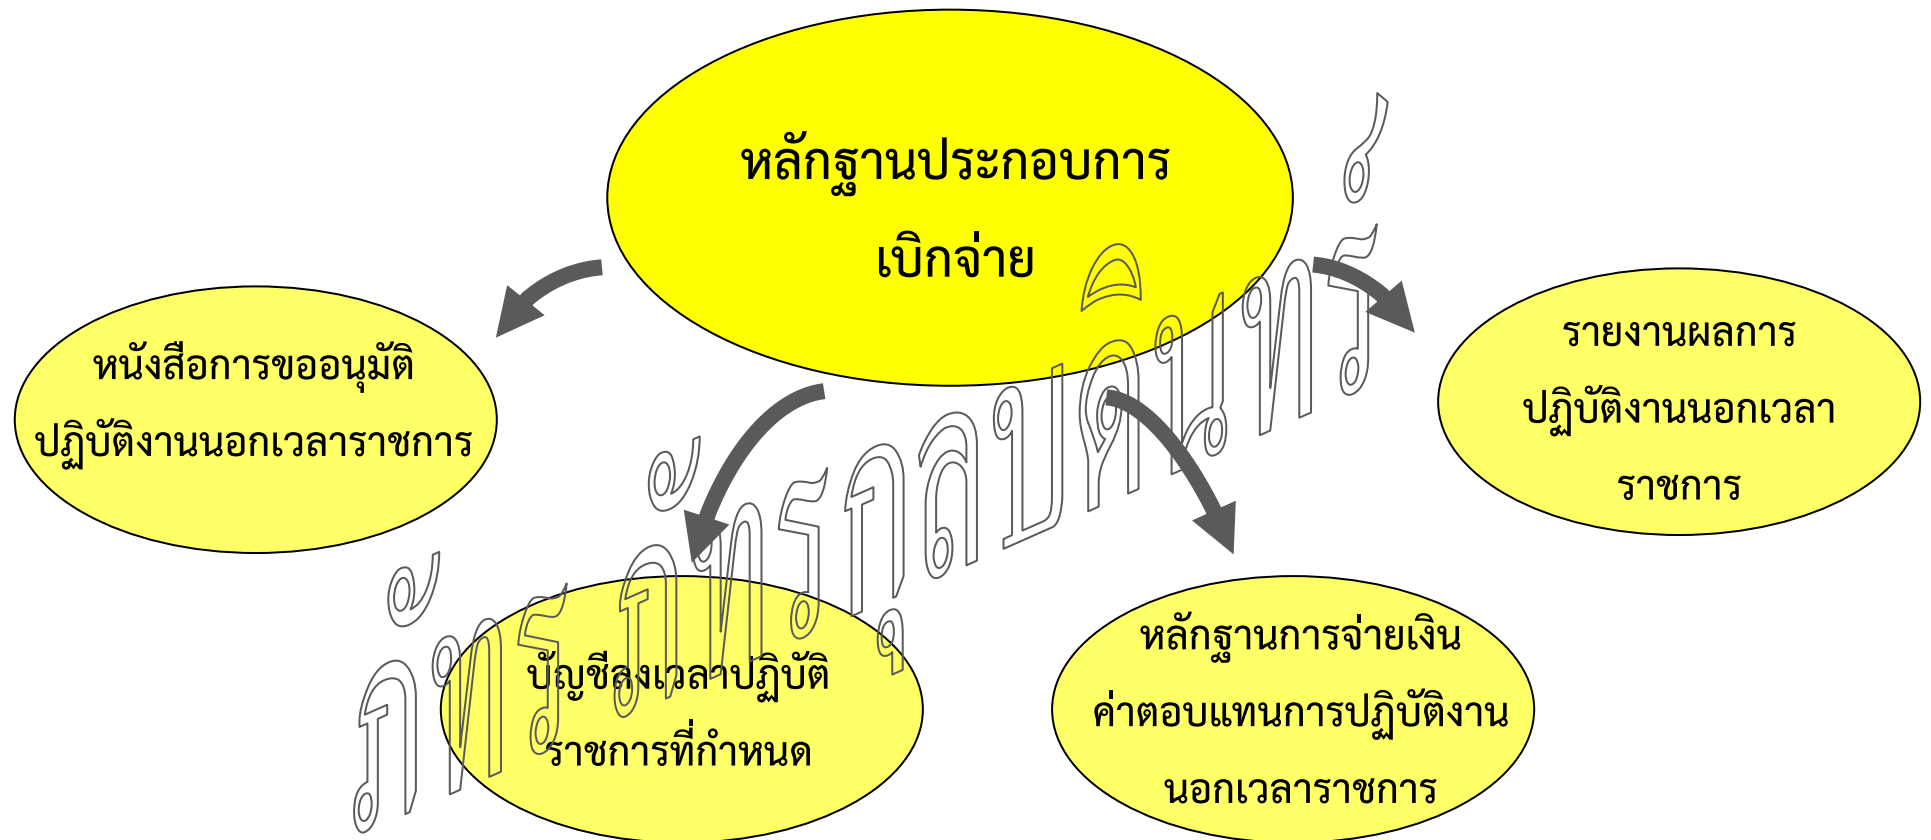 หลักฐานประกอบการ
เบิกจ่าย
หนังสือการขออนุมัติ
ปฏิบัติงานนอกเวลาราชการ
บัญชีลงเวลาปฏิบัติ
ราชการที่กำหนด
หลักฐานการจ่ายเงิน
ค่าตอบแทนการปฏิบัติงาน
นอกเวลาราชการ
รายงานผลการ
ปฏิบัติงานนอกเวลา
ราชการ
ภัทร ภัทรกุลบดินทร์